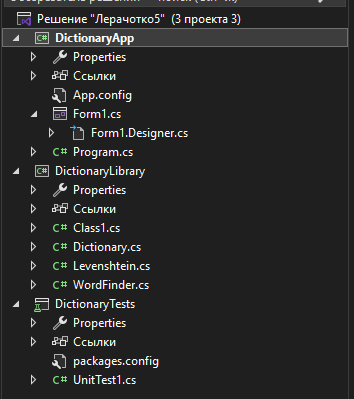 Решение "Лерачотко5" (3 проекта 3)
DictionaryApp
Properties
Ссылки
App.config
Form1.cs
Form1.Designer.cs
C# Program.cs
DictionaryLibrary
Properties
Ссылки
C# Class1.cs
C# Dictionary.cs
C# Levenshtein.cs
C# WordFinder.cs
DictionaryTests
Properties
Ссылки
packages.config
C# UnitTest1.cs